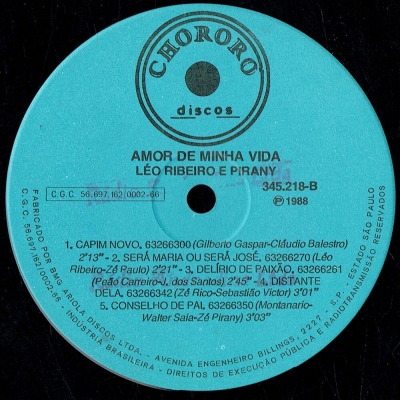 CHORORO
discos
AMOR DE MINHA VIDA
LÉO RIBEIRO E PIRANY
345.218-B
C.G.C. 56.697.162/0002-66
Ⓟ 1988
1. CAPIM NOVO, 63266300 (Gilberto Gaspar-Cláudio Balestro)
2'13" - 2. SERÁ MARIA OU SERÁ JOSÉ, 63266270 (Léo
Ribeiro-Zé Paulo) 2'21" - 3. DELÍRIO DE PAIXÃO, 63266261
(Peão Carreiro-J. dos Santos) 2'45" - 4. DISTANTE
DELA, 63266342 (Zé Rico-Sebastião Victor) 3'01"
5. CONSELHO DE PAI, 66266350 (Montanario-
Walter Saia-Zé Pirany) 3'03"
FABRICADO POR BMG ARIOLA DISCOS LTDA. - AVENIDA ENGENHEIRO BILLINGS, 2227 - S.P. - ESTADO SÃO PAULO
C.G.C. 56.697.162/0002-66 - INDÚSTRIA BRASILEIRA - DIREITOS DE EXECUÇÃO PÚBLICA E RADIOTRANSMISSÃO RESERVADOS